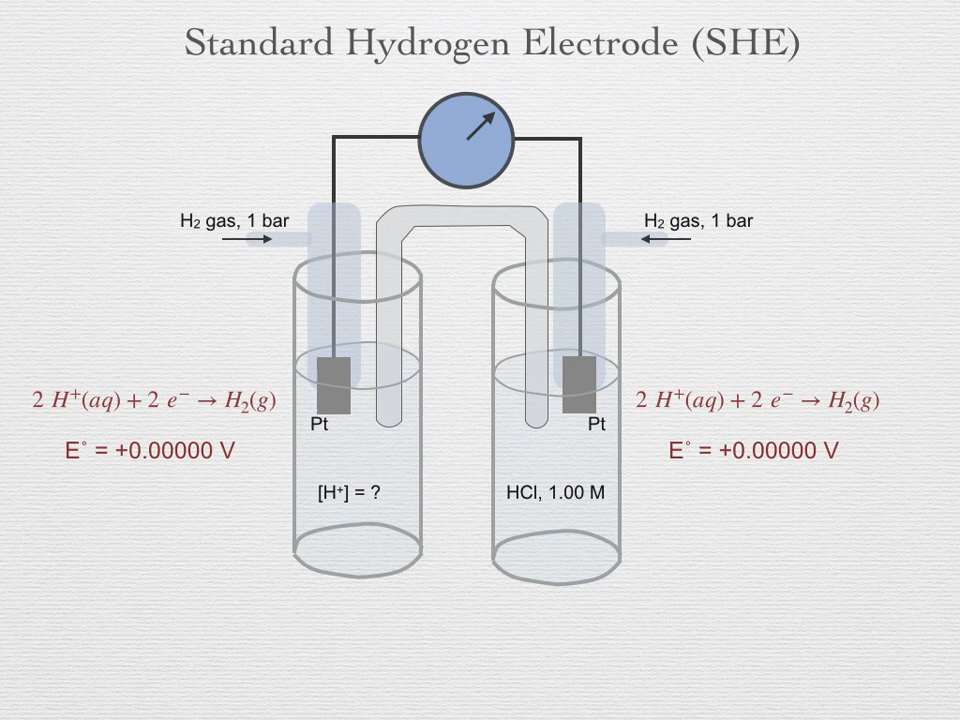 Standard Hydrogen Electrode (SHE)
H₂ gas, 1 bar
H₂ gas, 1 bar
2 H⁺(aq) + 2 e⁻ → H₂(g)
2 H⁺(aq) + 2 e⁻ → H₂(g)
Pt
Pt
E° = +0.00000 V
E° = +0.00000 V
[H⁺] = ?
HCl, 1.00 M